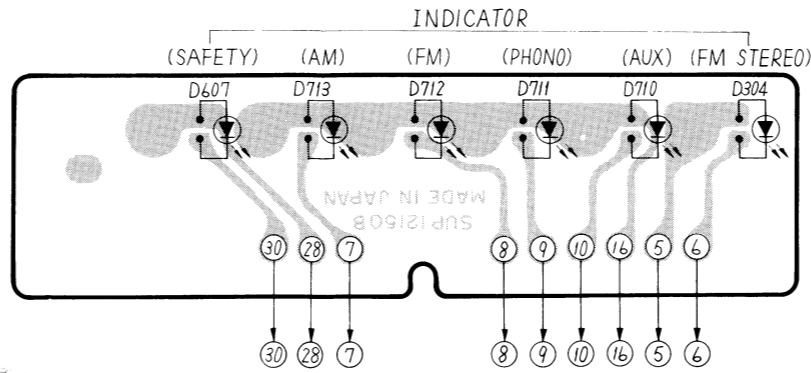 INDICATOR
(SAFETY) (AM) (FM) (PHONO) (AUX) (FM STEREO)
D607 D713 D712 D711 D710 D304
MADE IN JAPAN
SUP12150B
30 28 7 8 9 10 16 5 6
30 28 7 8 9 10 16 5 6